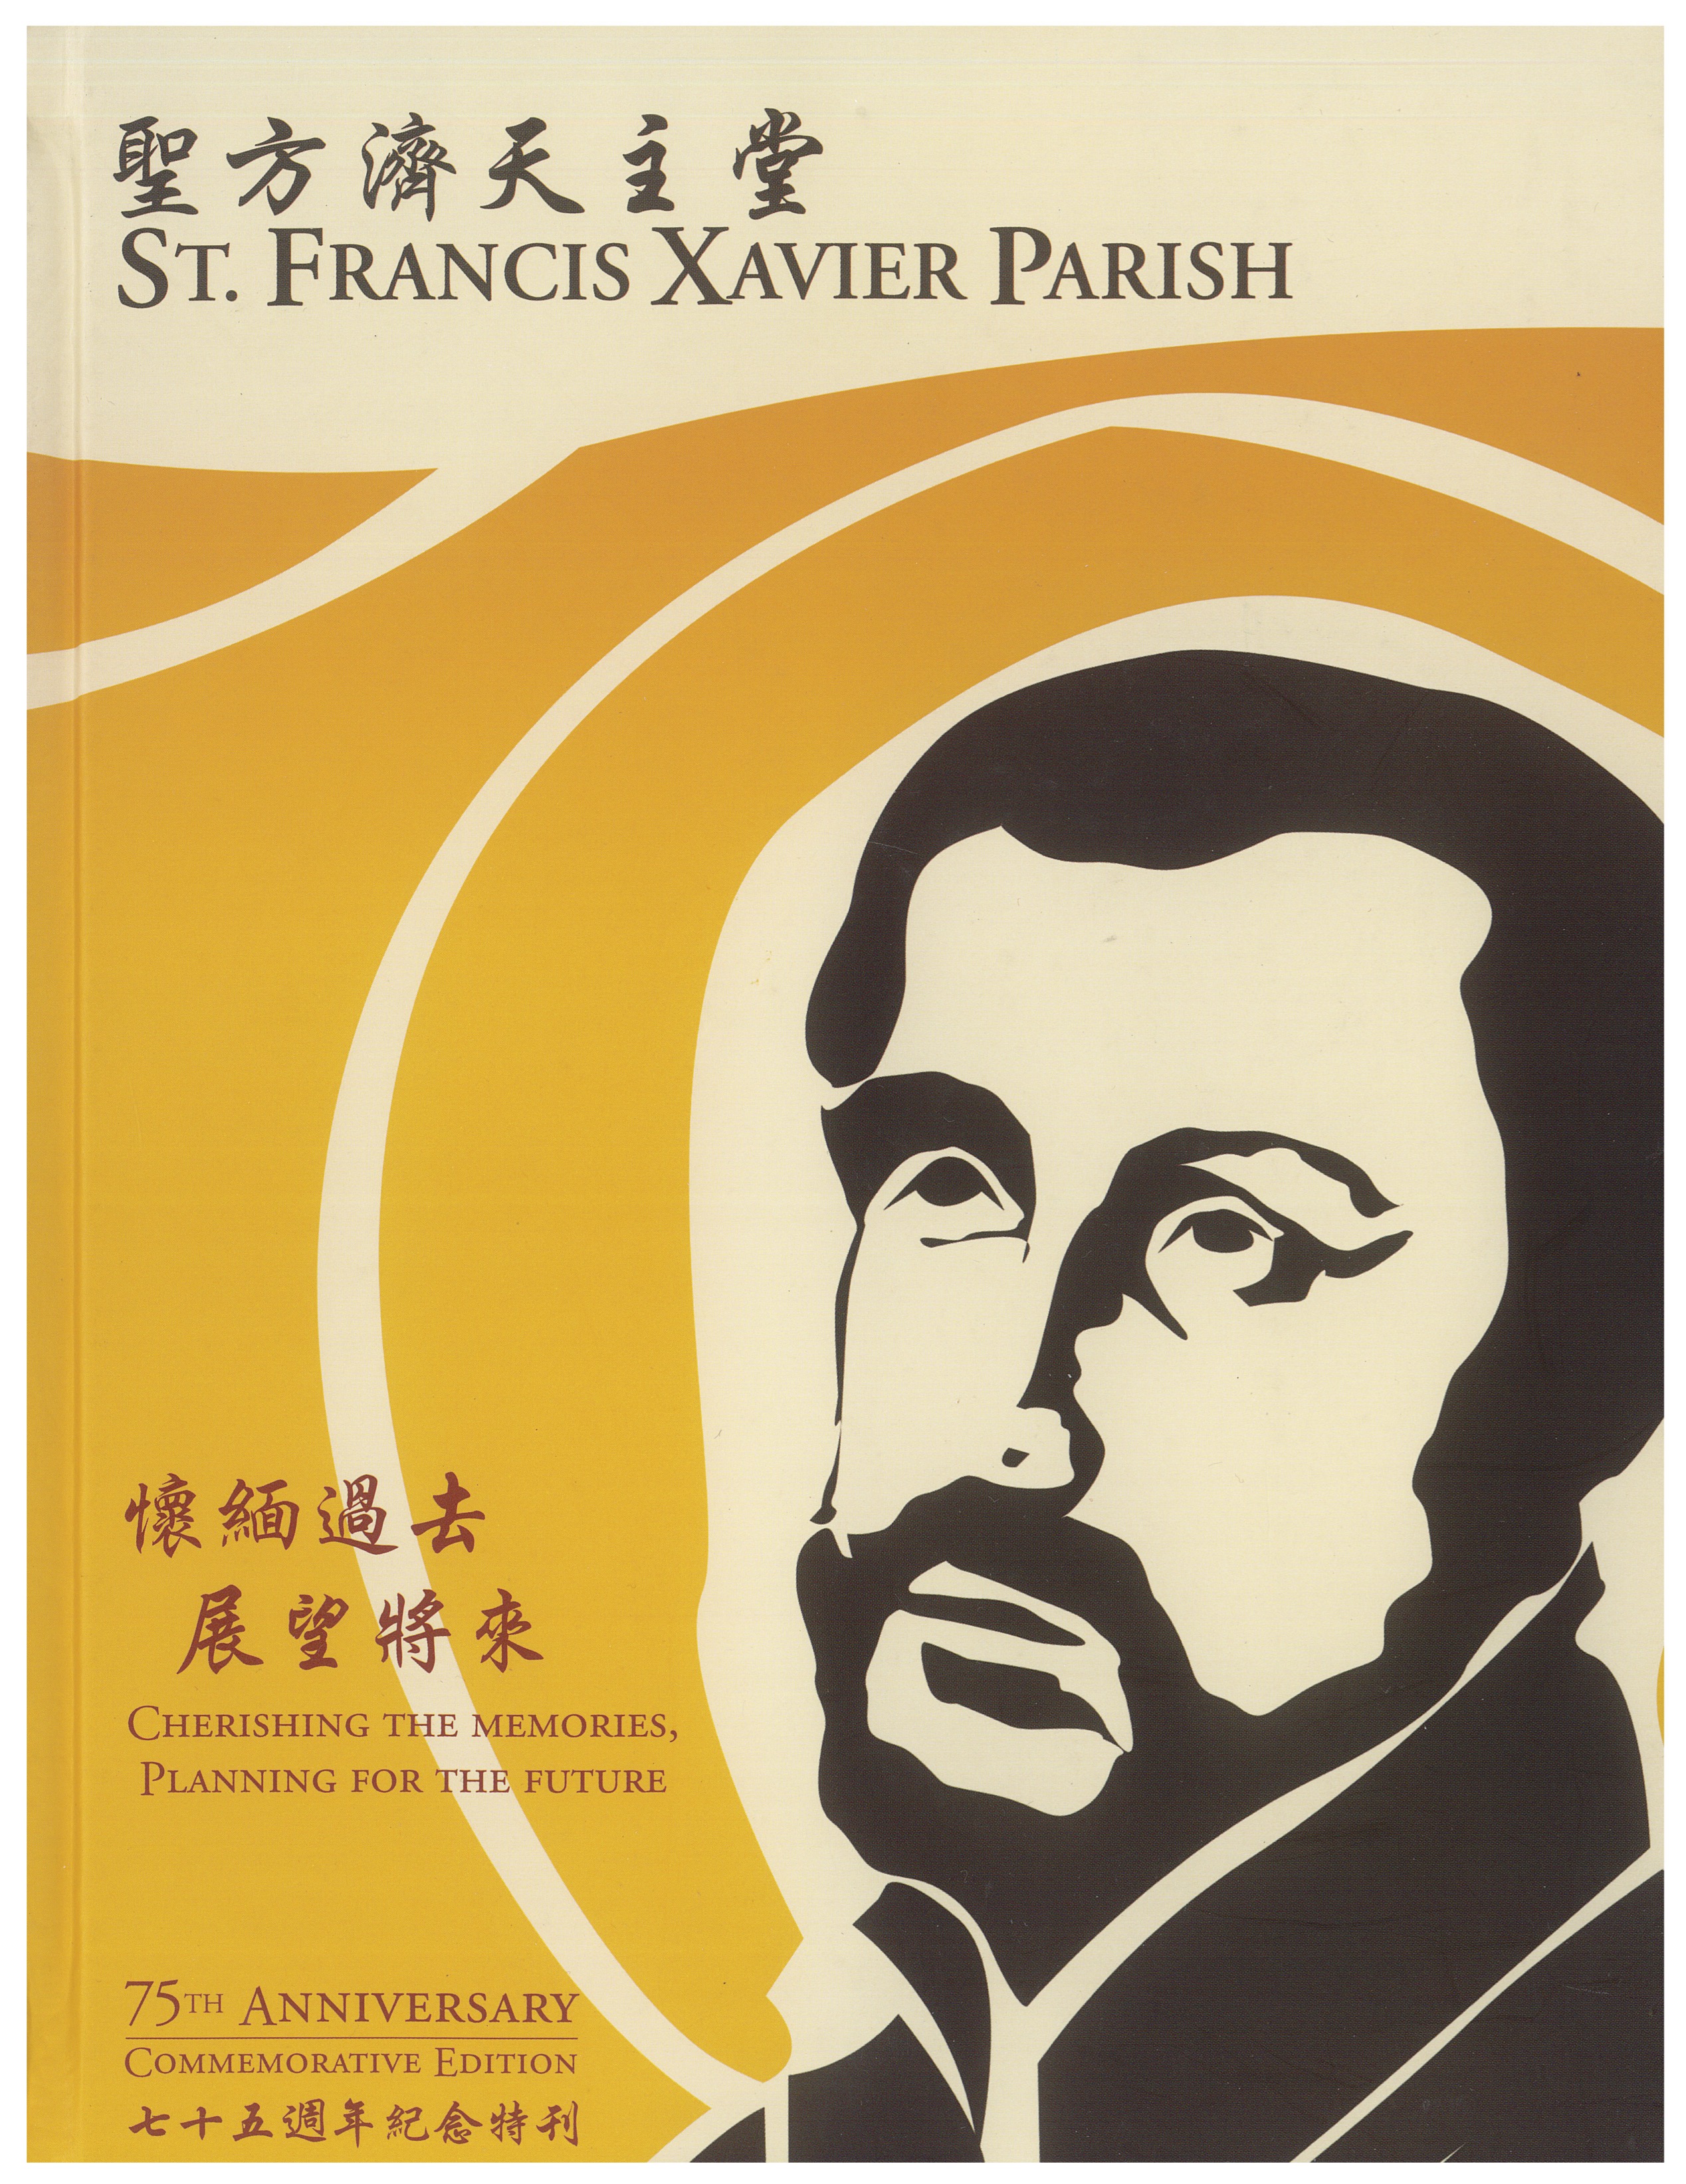 聖方濟天主堂
St. Francis Xavier Parish
懷緬過去
展望將來
Cherishing the memories,
Planning for the future
75th Anniversary
Commemorative Edition
七十五週年紀念特刊